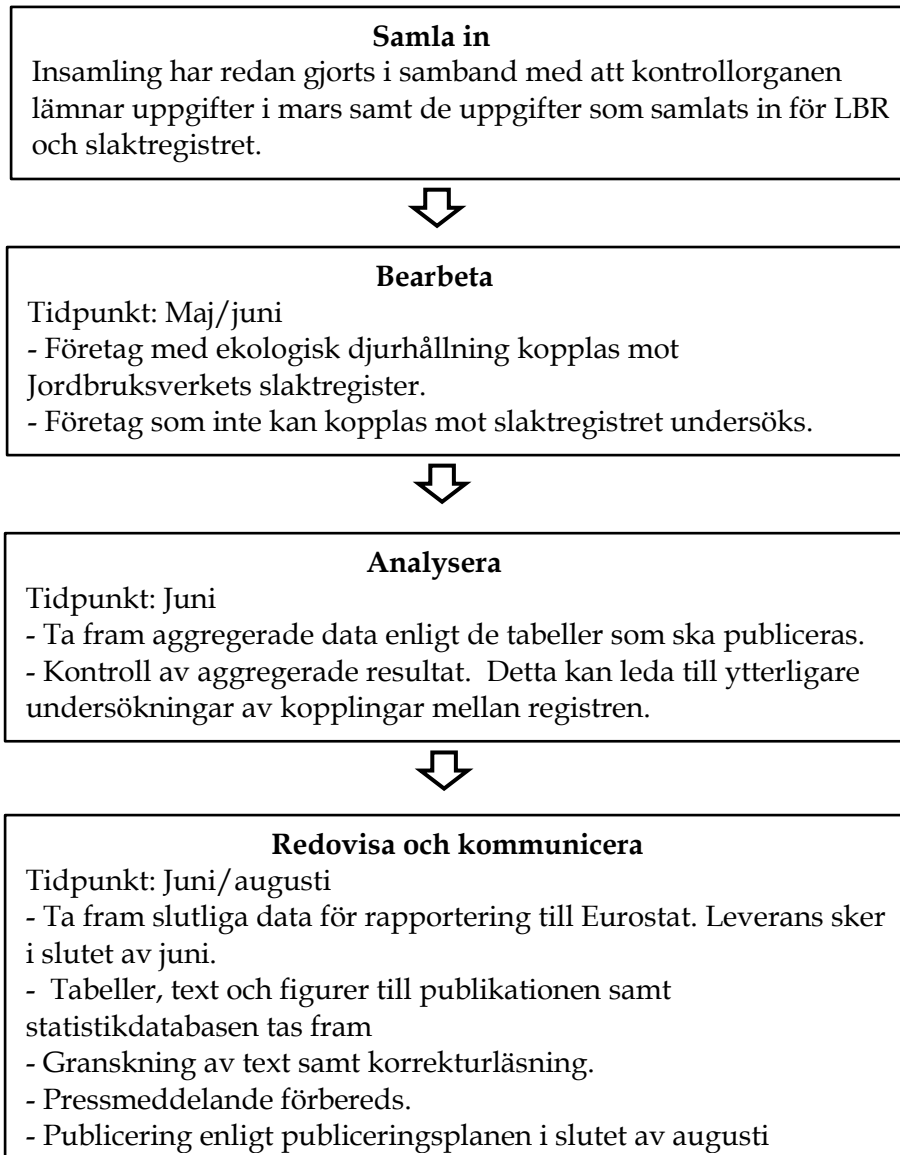 Samla in
Insamling har redan gjorts i samband med att kontrollorganen
lämnar uppgifter i mars samt de uppgifter som samlats in för LBR
och slaktregistret.
Bearbeta
Tidpunkt: Maj/juni
- Företag med ekologisk djurhållning kopplas mot
Jordbruksverkets slaktregister.
- Företag som inte kan kopplas mot slaktregistret undersöks.
Analysera
Tidpunkt: Juni
- Ta fram aggregerade data enligt de tabeller som ska publiceras.
- Kontroll av aggregerade resultat.  Detta kan leda till ytterligare
undersökningar av kopplingar mellan registren.
Redovisa och kommunicera
Tidpunkt: Juni/augusti
- Ta fram slutliga data för rapportering till Eurostat. Leverans sker
i slutet av juni.
-  Tabeller, text och figurer till publikationen samt
statistikdatabasen tas fram
- Granskning av text samt korrekturläsning.
- Pressmeddelande förbereds.
- Publicering enligt publiceringsplanen i slutet av augusti